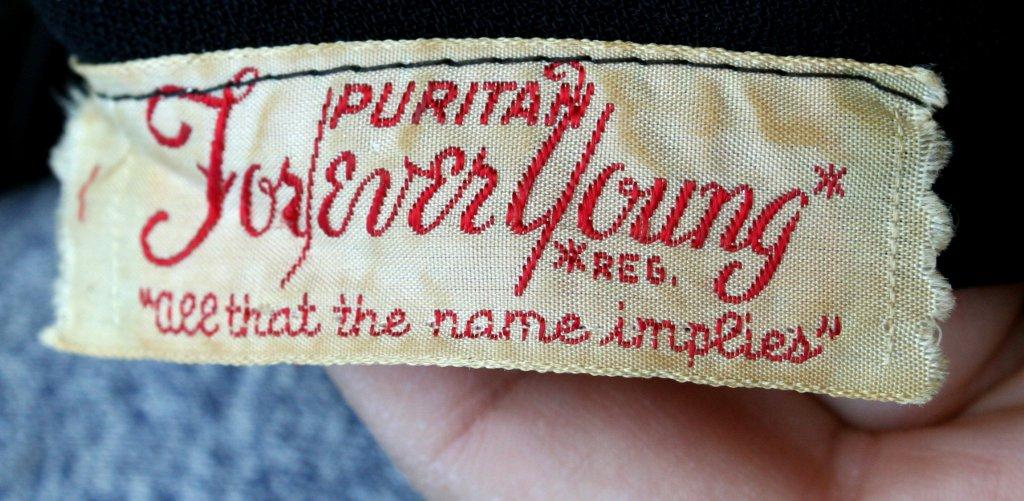 PURITAN
Forever Young*
*REG.
"all that the name implies"